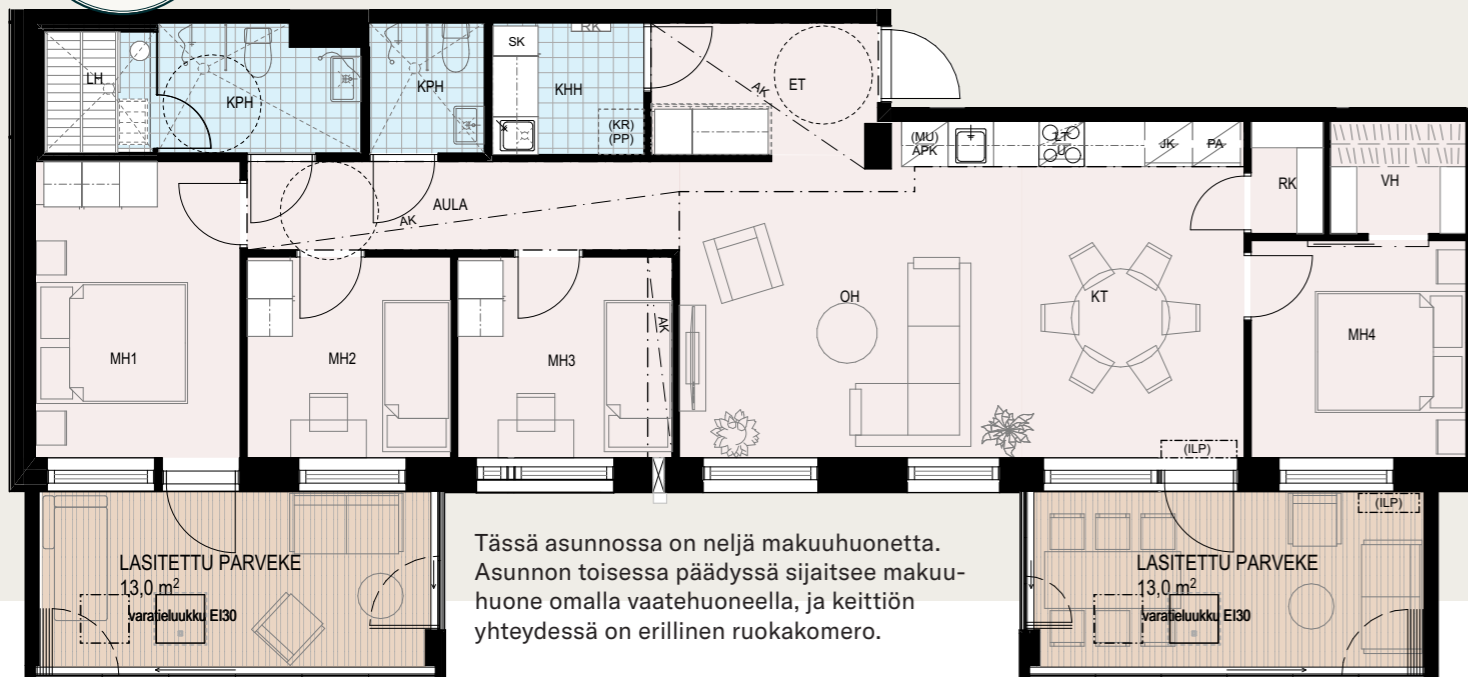 RK
SK
LH
KPH
KPH
KHH
AK
ET
(KR)
(PP)
(MU)
APK
LT
U
JK
PA
RK
VH
AULA
AK
OH
KT
AK
MH1
MH2
MH3
MH4
(ILP)
(ILP)
LASITETTU PARVEKE
13,0 m²
varatieluukku EI30
Tässä asunnossa on neljä makuuhuonetta.
Asunnon toisessa päädyssä sijaitsee makuu-
huone omalla vaatehuoneella, ja keittiön
yhteydessä on erillinen ruokakomero.
LASITETTU PARVEKE
13,0 m²
varatieluukku EI30